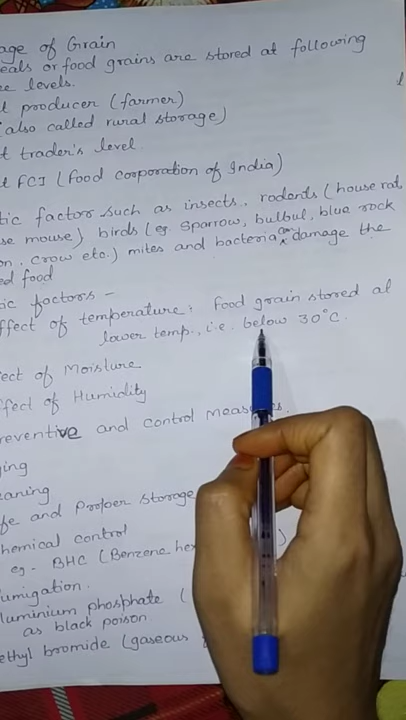 age of Grain
eals or food grains are stored at following
e levels.
t producer (farmer)
(also called rural storage)
t trader's level.
t FCI (Food corporation of India)
tic factors such as insects, rodents (house rat,
se mouse) birds (eg. Sparrow, bulbul, blue rock
on, crow etc.) mites and bacteria can damage the
ed food
tic factors -
ffect of temperature: Food grain stored at
lower temp., i.e. below 30°C.
ect of Moisture
ffect of Humidity
reventive and control measures.
ing
eaning
fe and Proper storage
hemical control
eg - BHC (Benzene hex )
umigation.
luminium phosphate (
as black poison
ethyl bromide (gaseous